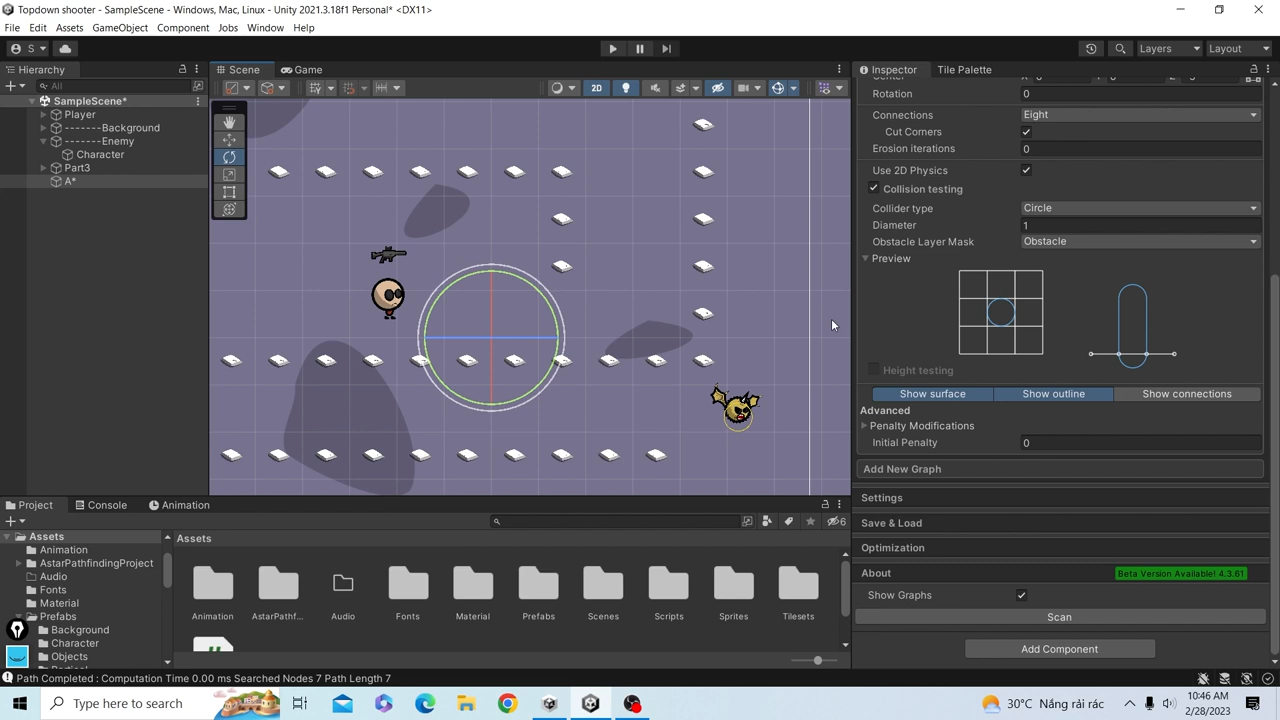 Topdown shooter - SampleScene - Windows, Mac, Linux - Unity 2021.3.18f1 Personal* <DX11>
File Edit Assets GameObject Component Jobs Window Help
S Layers Layout
Hierarchy Scene Game Inspector Tile Palette
All
2D
SampleScene*
Player
-------Background
-------Enemy
Character
Part3
A*
Rotation 0
Connections Eight
Cut Corners
Erosion iterations 0
Use 2D Physics
Collision testing
Collider type Circle
Diameter 1
Obstacle Layer Mask Obstacle
Preview
Height testing
Show surface Show outline Show connections
Advanced
Penalty Modifications
Initial Penalty 0
Add New Graph
Settings
Save & Load
Optimization
About Beta Version Available! 4.3.61
Show Graphs
Scan
Add Component
Project Console Animation
6
Assets
Animation
AstarPathfindingProject
Audio
Fonts
Material
Prefabs
Background
Character
Objects
Assets
Animation AstarPathf... Audio Fonts Material Prefabs Scenes Scripts Sprites Tilesets
Path Completed : Computation Time 0.00 ms Searched Nodes 7 Path Length 7
Type here to search
30°C Nắng rải rác
10:46 AM
2/28/2023